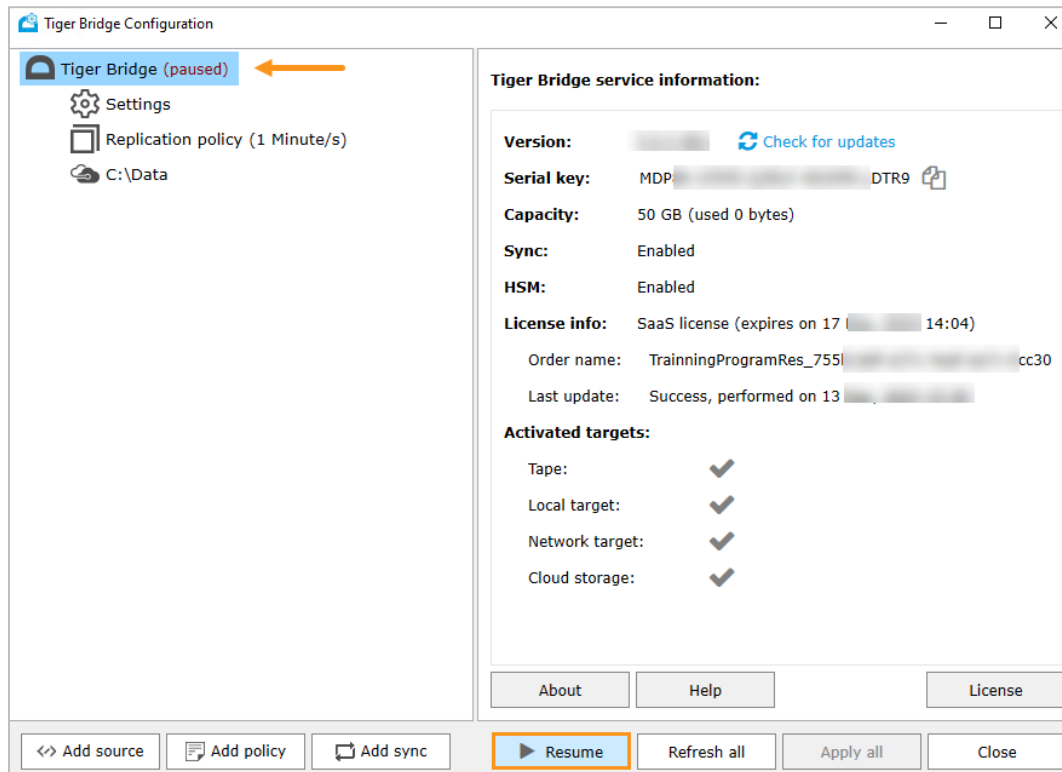 Tiger Bridge Configuration
Tiger Bridge (paused)
Settings
Replication policy (1 Minute/s)
C:\Data
Tiger Bridge service information:
Version: Check for updates
Serial key: MDP DTR9
Capacity: 50 GB (used 0 bytes)
Sync: Enabled
HSM: Enabled
License info: SaaS license (expires on 17 14:04)
Order name: TrainningProgramRes_755 cc30
Last update: Success, performed on 13
Activated targets:
Tape:
Local target:
Network target:
Cloud storage:
About Help License
Add source Add policy Add sync Resume Refresh all Apply all Close